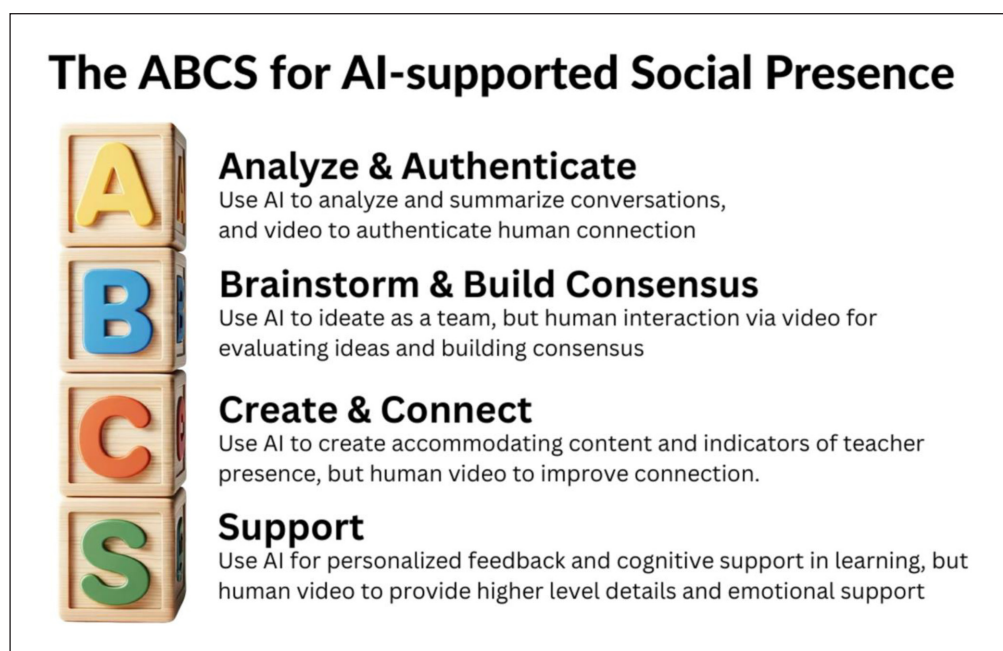 The ABCS for AI-supported Social Presence
A
Analyze & Authenticate
Use AI to analyze and summarize conversations,
and video to authenticate human connection
B
Brainstorm & Build Consensus
Use AI to ideate as a team, but human interaction via video for
evaluating ideas and building consensus
C
Create & Connect
Use AI to create accommodating content and indicators of teacher
presence, but human video to improve connection.
S
Support
Use AI for personalized feedback and cognitive support in learning, but
human video to provide higher level details and emotional support